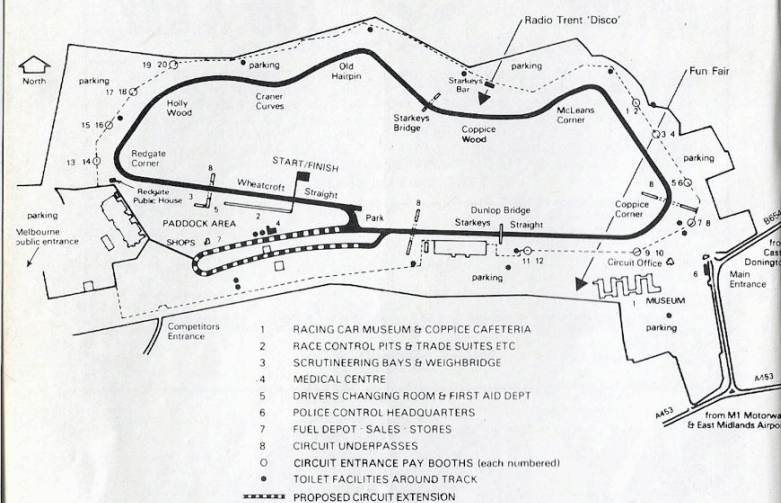 Radio Trent 'Disco'
Fun Fair
North
parking
19 20
17 18
15 16
13 14
parking
Old
Hairpin
Craner
Curves
Holly
Wood
Starkeys
Bar
parking
Starkeys
Bridge
Coppice
Wood
McLeans
Corner
1 2
3 4
parking
5 6
7 8
Redgate
Corner
Redgate
Public House
START/FINISH
Wheatcroft Straight
8
3
5
2
4
PADDOCK AREA
SHOPS
7
Park
8
Dunlop Bridge
Starkeys Straight
8
Coppice
Corner
parking
Melbourne
public entrance
11 12
9 10
Circuit Office
parking
6
1
MUSEUM
parking
B654
Main
Entrance
A453
A453
from M1
& East Midlands
Competitors
Entrance
1 RACING CAR MUSEUM & COPPICE CAFETERIA
2 RACE CONTROL PITS & TRADE SUITES ETC
3 SCRUTINEERING BAYS & WEIGHBRIDGE
4 MEDICAL CENTRE
5 DRIVERS CHANGING ROOM & FIRST AID DEPT
6 POLICE CONTROL HEADQUARTERS
7 FUEL DEPOT · SALES · STORES
8 CIRCUIT UNDERPASSES
CIRCUIT ENTRANCE PAY BOOTHS (each numbered)
TOILET FACILITIES AROUND TRACK
PROPOSED CIRCUIT EXTENSION